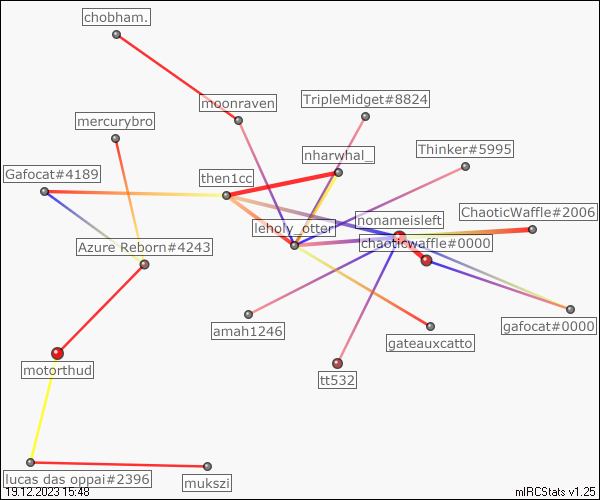 chobham.
moonraven
TripleMidget#8824
mercurybro
nharwhal_
Thinker#5995
Gafocat#4189
then1cc
nonameisleft
ChaoticWaffle#2006
leholy_otter
Azure Reborn#4243
chaoticwaffle#0000
amah1246
gafocat#0000
gateauxcatto
motorthud
tt532
lucas das oppai#2396
mukszi
19.12.2023 15:48
mIRCStats v1.25